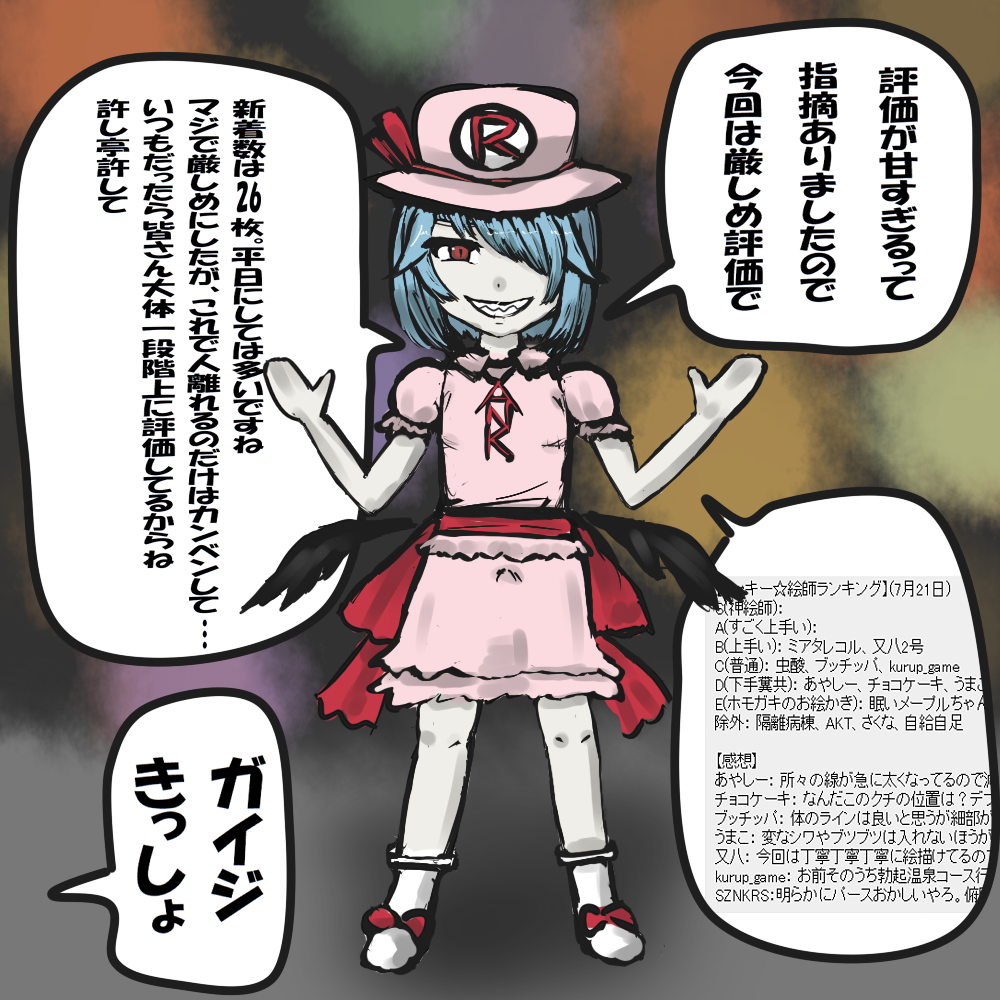 評価が甘すぎるって
指摘ありましたので
今回は厳しめ評価で
R
ANR
新着数は26枚。平日にしては多いですね
マジで厳しめにしたが、これで人離れるのだけはカンベンして…
いつもだったら皆さん大体一段階上に評価してるからね
許し亭許して
キー☆絵師ランキング】(7月21日)
S(神絵師):
A(すごく上手い):
B(上手い): ミアタレコル、又八2号
C(普通): 虫酸、ブッチッパ、kurup_game
D(下手糞共): あやしー、チョコケーキ、うまこ
E(ホモガキのお絵かき): 眠いメープルちゃん
除外: 隔離病棟、AKT、さくな、自給自足
【感想】
あやしー: 所々の線が急に太くなってるので
チョコケーキ: なんだこのクチの位置は？デフ
ブッチッパ: 体のラインは良いと思うが細部が
うまこ: 変なシワやブツブツは入れないほうが
又八: 今回は丁寧丁寧丁寧に絵描けてるので
kurup_game: お前そのうち勃起温泉コース行
SZNKRS:明らかにパースおかしいやろ。俯
ガイジ
きっしょ